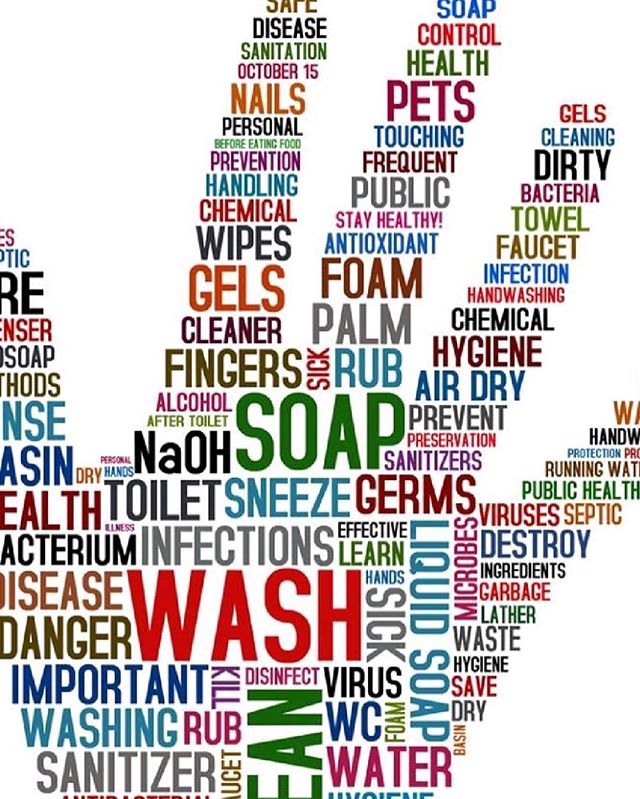 SAFE
DISEASE
SANITATION
OCTOBER 15
NAILS
PERSONAL
BEFORE EATING FOOD
PREVENTION
HANDLING
CHEMICAL
WIPES
GELS
CLEANER
FINGERS
ALCOHOL
AFTER TOILET
SOAP
CONTROL
HEALTH
PETS
TOUCHING
FREQUENT
PUBLIC
STAY HEALTHY!
ANTIOXIDANT
FOAM
PALM
SICK
RUB
GELS
CLEANING
DIRTY
BACTERIA
TOWEL
FAUCET
INFECTION
HANDWASHING
CHEMICAL
HYGIENE
AIR DRY
PREVENT
PRESERVATION
SANITIZERS
ES
PTIC
RE
ENSER
OSOAP
THODS
NSE
ASIN
DRY
PERSONAL
HANDS
NaOH
SOAP
EALTH
TOILET
SNEEZE
GERMS
ILLNESS
ACTERIUM
INFECTIONS
EFFECTIVE
LEARN
HANDS
DISEASE
WASH
SICK
LIQUID SOAP
MICROBES
DANGER
IMPORTANT
KILL
DISINFECT
VIRUS
WASHING
RUB
EAN
WC
FOAM
SANITIZER
AUCET
WATER
ANTIBACTERIAL
HYGIENE
WA
HANDW
PROTECTION
PRO
RUNNING WAT
PUBLIC HEALTH
VIRUSES
SEPTIC
DESTROY
INGREDIENTS
GARBAGE
LATHER
WASTE
HYGIENE
SAVE
DRY
BASIN